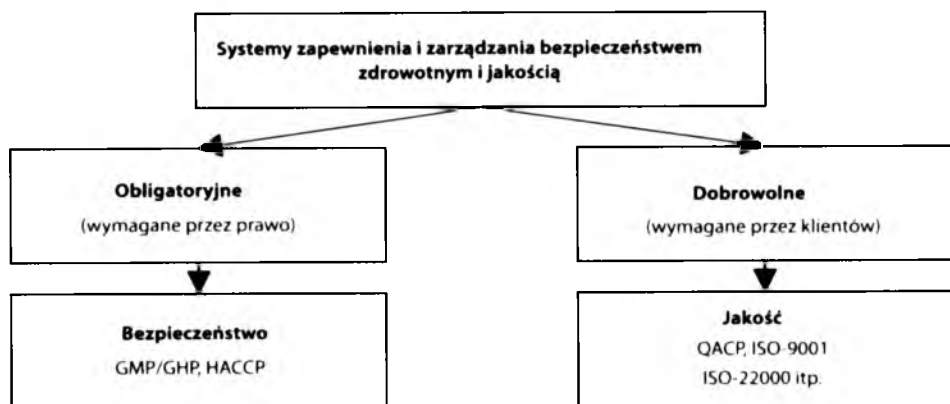 Systemy zapewnienia i zarządzania bezpieczeństwem
zdrowotnym i jakością
Obligatoryjne
(wymagane przez prawo)
Dobrowolne
(wymagane przez klientów)
Bezpieczeństwo
GMP/GHP, HACCP
Jakość
QACP, ISO-9001
ISO-22000 itp.